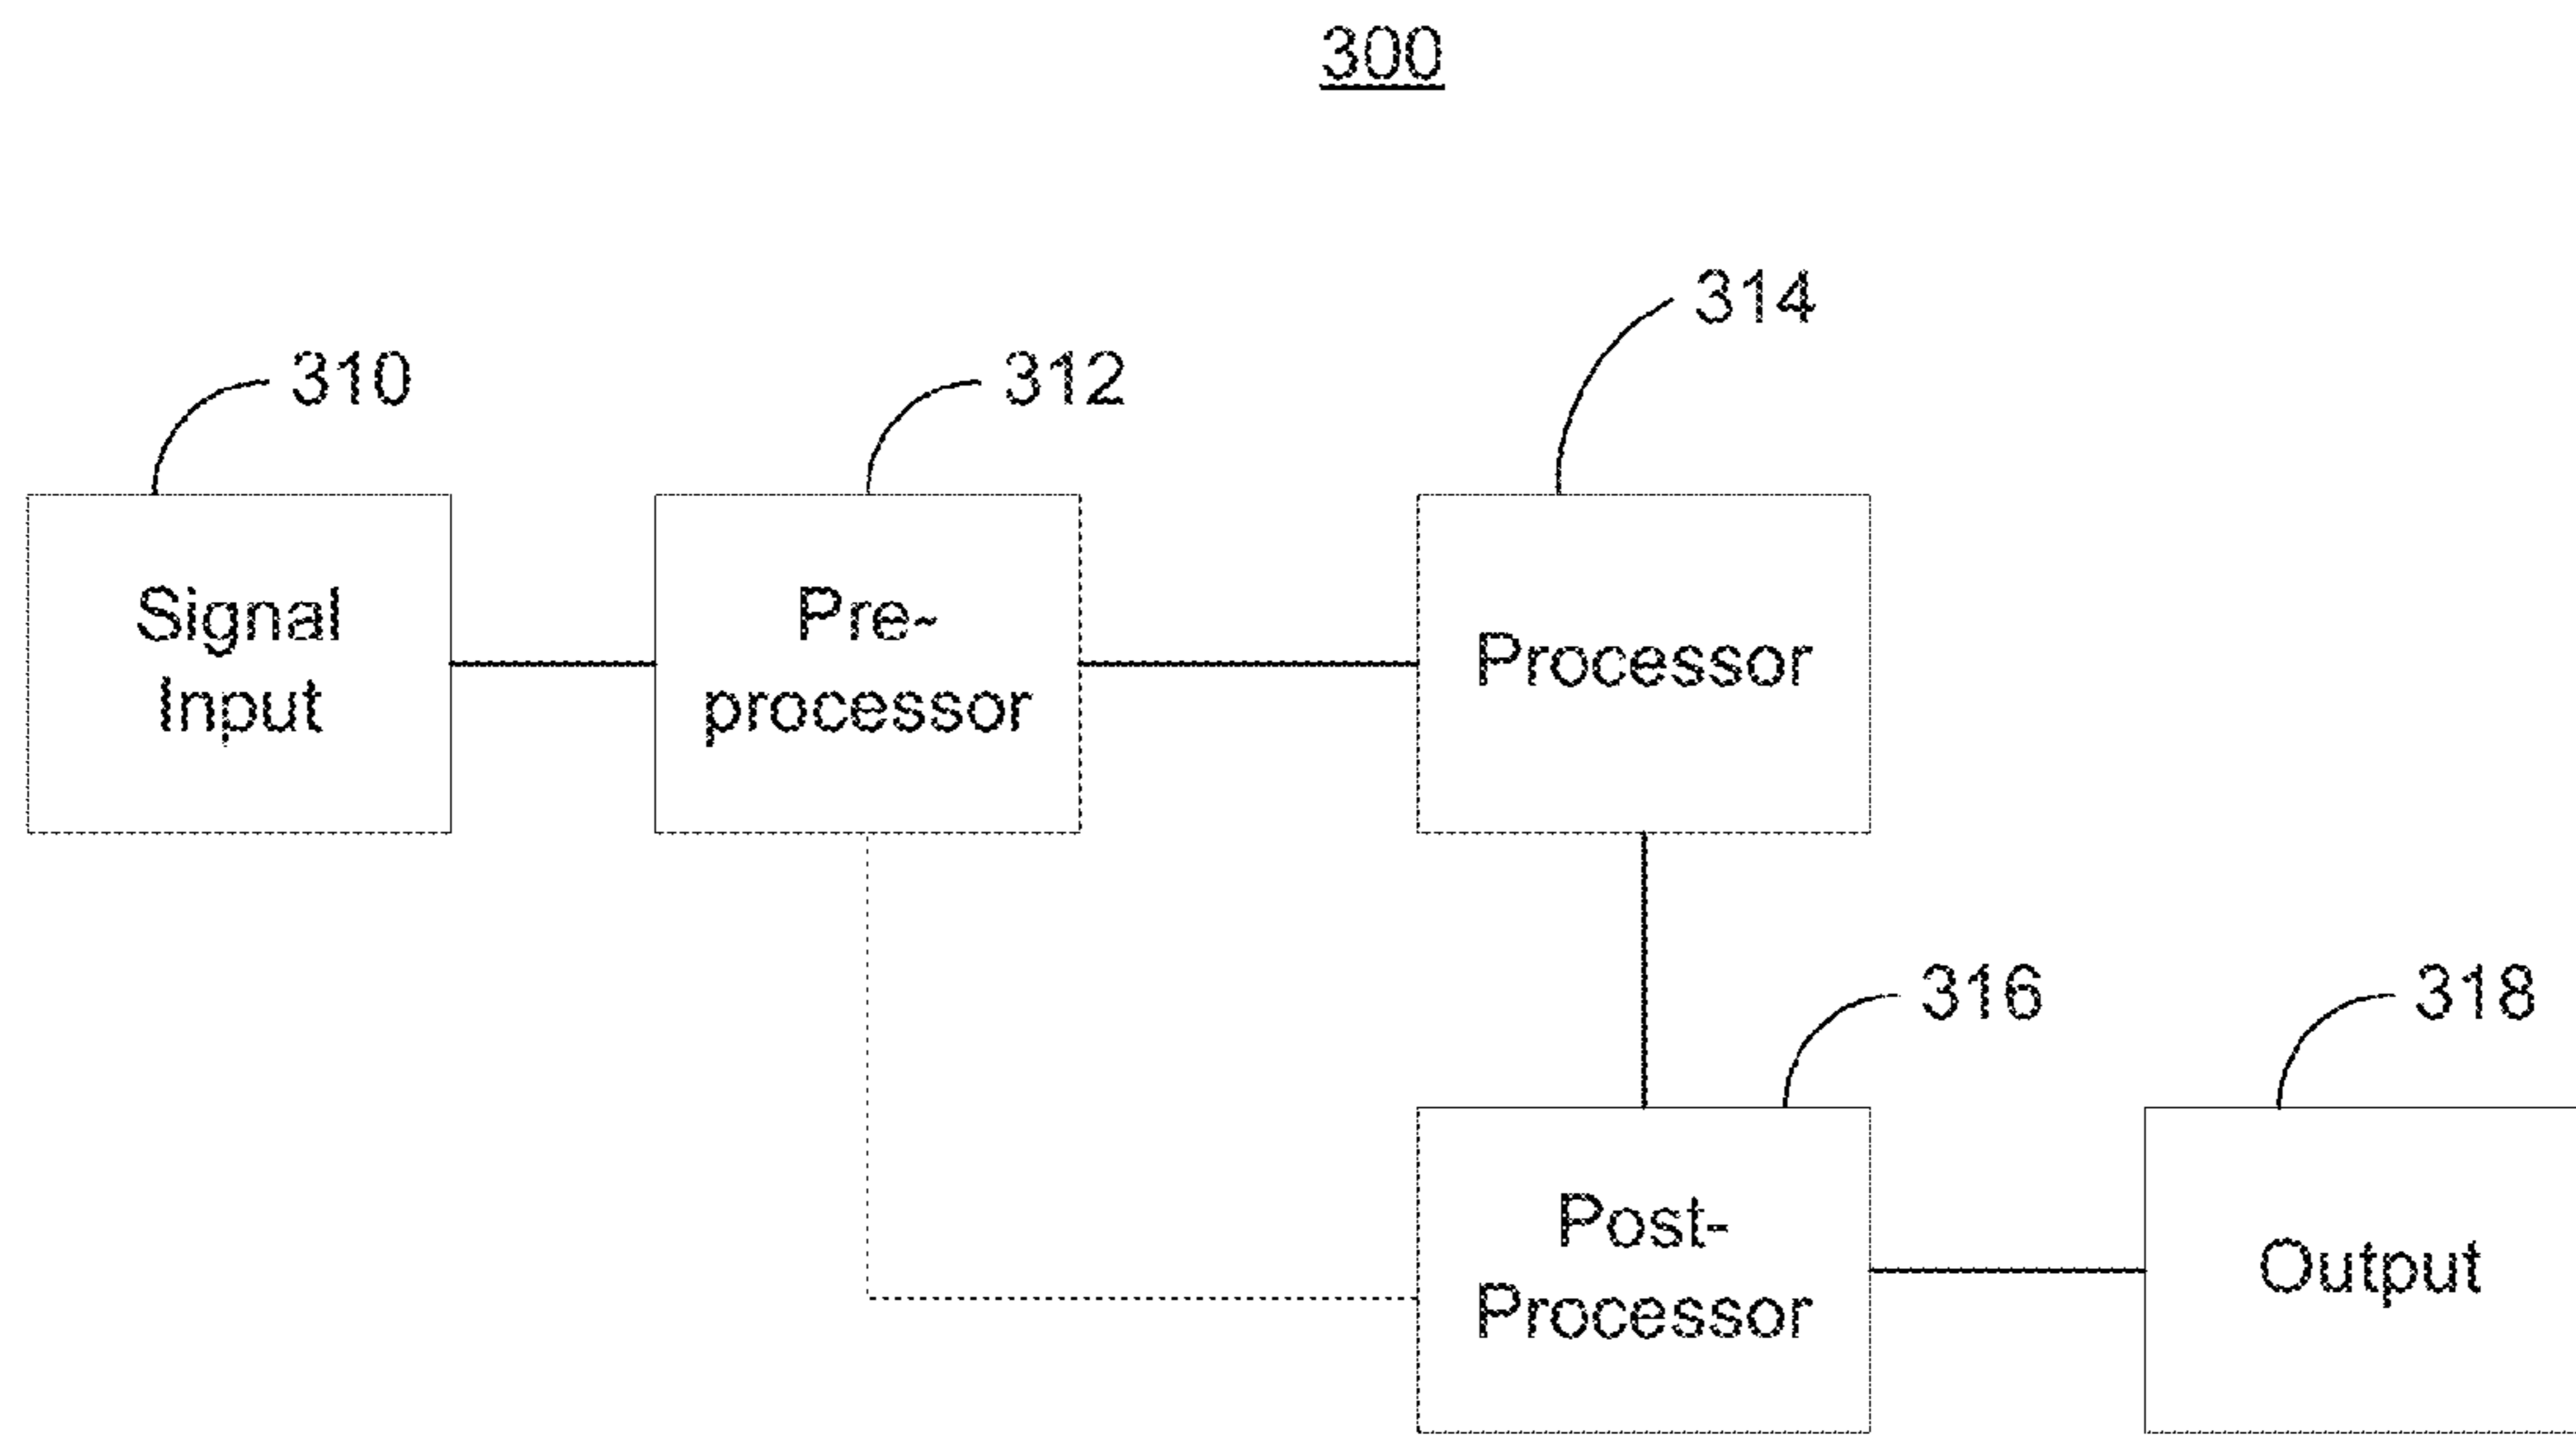 300
314
310
312
Signal
Input
Pre-
processor
Processor
316
318
Post-
Processor
Output